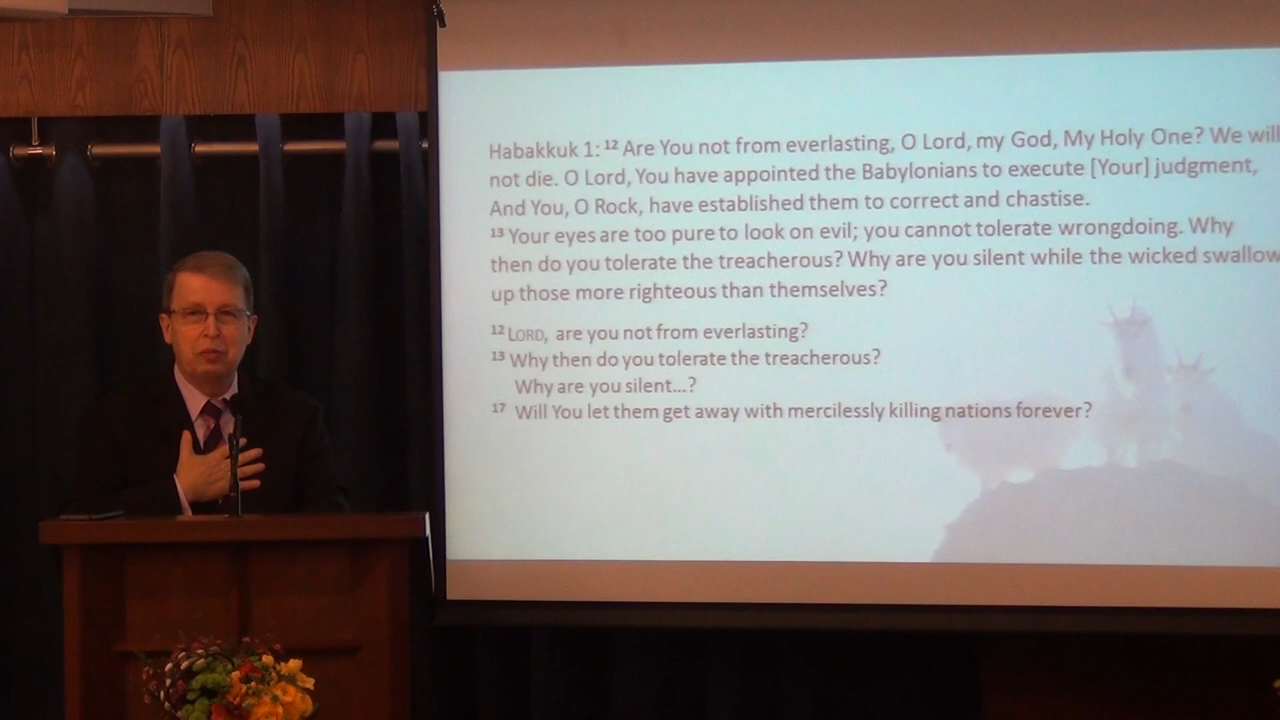 Habakkuk 1: ¹² Are You not from everlasting, O Lord, my God, My Holy One? We will
not die. O Lord, You have appointed the Babylonians to execute [Your] judgment,
And You, O Rock, have established them to correct and chastise.
¹³ Your eyes are too pure to look on evil; you cannot tolerate wrongdoing. Why
then do you tolerate the treacherous? Why are you silent while the wicked swallow
up those more righteous than themselves?
¹² LORD, are you not from everlasting?
¹³ Why then do you tolerate the treacherous?
Why are you silent...?
¹⁷ Will You let them get away with mercilessly killing nations forever?